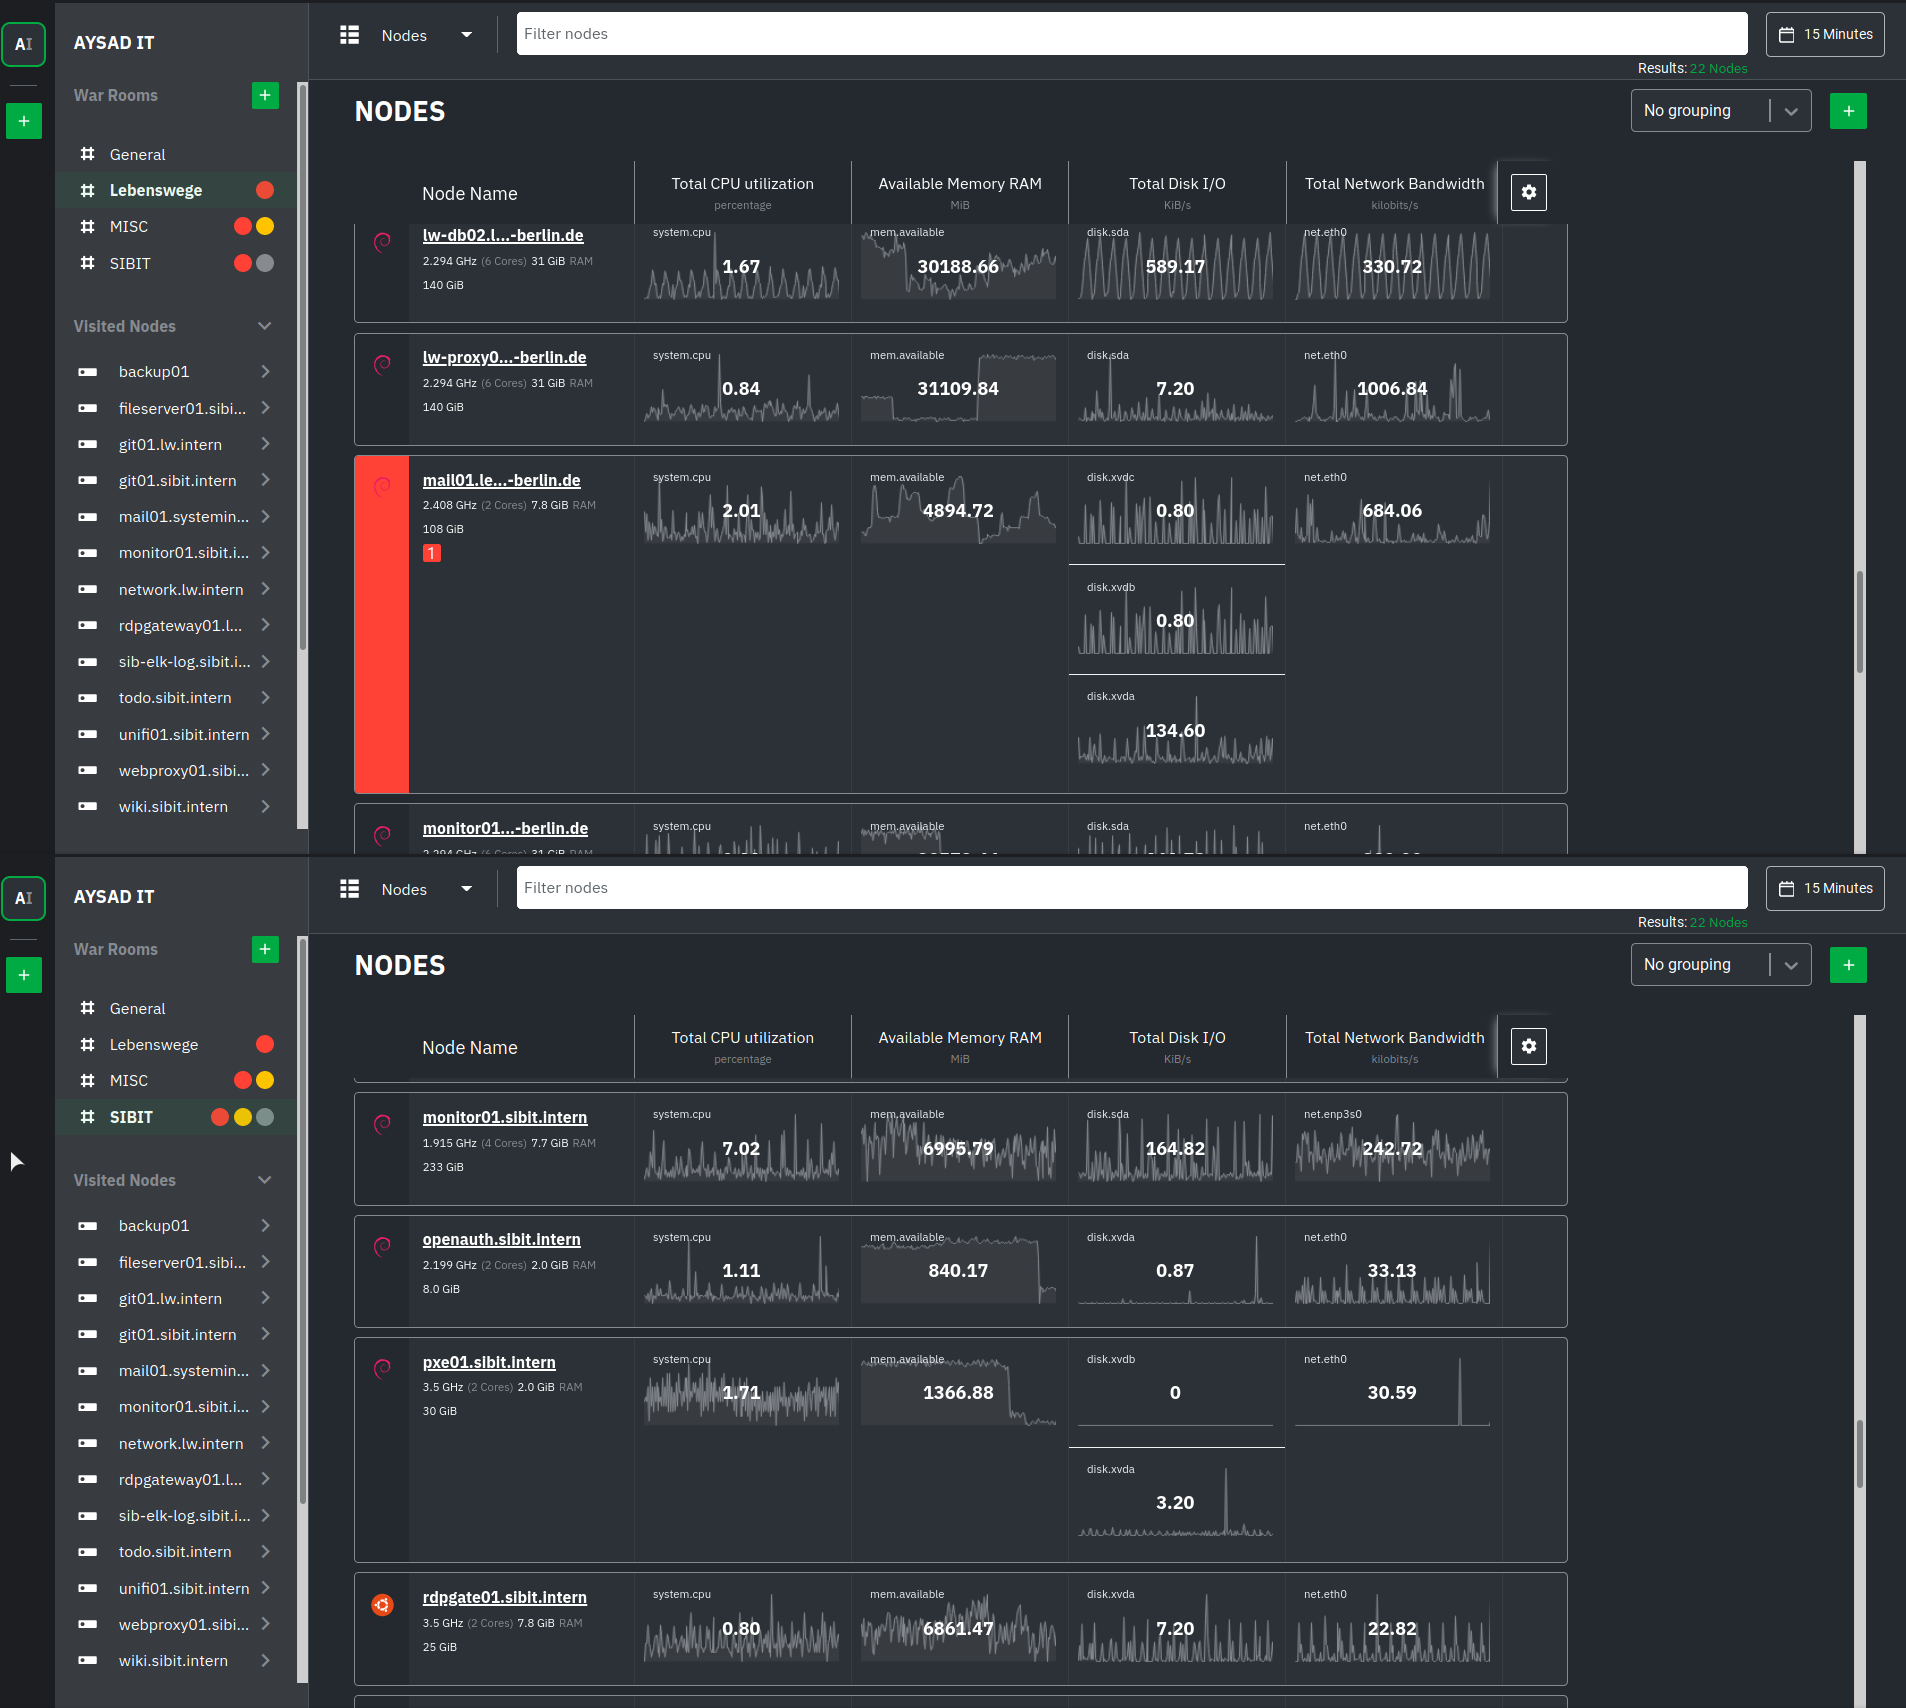 AI
AYSAD IT
Nodes
Filter nodes
15 Minutes
Results: 22 Nodes
War Rooms
NODES
No grouping
General
Lebenswege
MISC
SIBIT
Node Name
Total CPU utilization
percentage
Available Memory RAM
MiB
Total Disk I/O
KiB/s
Total Network Bandwidth
kilobits/s
lw-db02.l...-berlin.de
2.294 GHz (6 Cores) 31 GiB RAM
140 GiB
system.cpu
1.67
mem.available
30188.66
disk.sda
589.17
net.eth0
330.72
lw-proxy0...-berlin.de
2.294 GHz (6 Cores) 31 GiB RAM
140 GiB
system.cpu
0.84
mem.available
31109.84
disk.sda
7.20
net.eth0
1006.84
mail01.le...-berlin.de
2.408 GHz (2 Cores) 7.8 GiB RAM
108 GiB
1
system.cpu
2.01
mem.available
4894.72
disk.xvdc
0.80
disk.xvdb
0.80
disk.xvda
134.60
net.eth0
684.06
monitor01...-berlin.de
2.294 GHz (6 Cores) 31 GiB RAM
system.cpu
mem.available
disk.sda
net.eth0
Visited Nodes
backup01
fileserver01.sibi...
git01.lw.intern
git01.sibit.intern
mail01.systemin...
monitor01.sibit.i...
network.lw.intern
rdpgateway01.l...
sib-elk-log.sibit.i...
todo.sibit.intern
unifi01.sibit.intern
webproxy01.sibi...
wiki.sibit.intern
AI
AYSAD IT
Nodes
Filter nodes
15 Minutes
Results: 22 Nodes
War Rooms
NODES
No grouping
General
Lebenswege
MISC
SIBIT
Node Name
Total CPU utilization
percentage
Available Memory RAM
MiB
Total Disk I/O
KiB/s
Total Network Bandwidth
kilobits/s
monitor01.sibit.intern
1.915 GHz (4 Cores) 7.7 GiB RAM
233 GiB
system.cpu
7.02
mem.available
6995.79
disk.sda
164.82
net.enp3s0
242.72
openauth.sibit.intern
2.199 GHz (2 Cores) 2.0 GiB RAM
8.0 GiB
system.cpu
1.11
mem.available
840.17
disk.xvda
0.87
net.eth0
33.13
pxe01.sibit.intern
3.5 GHz (2 Cores) 2.0 GiB RAM
30 GiB
system.cpu
1.71
mem.available
1366.88
disk.xvdb
0
disk.xvda
3.20
net.eth0
30.59
rdpgate01.sibit.intern
3.5 GHz (2 Cores) 7.8 GiB RAM
25 GiB
system.cpu
0.80
mem.available
6861.47
disk.xvda
7.20
net.eth0
22.82
Visited Nodes
backup01
fileserver01.sibi...
git01.lw.intern
git01.sibit.intern
mail01.systemin...
monitor01.sibit.i...
network.lw.intern
rdpgateway01.l...
sib-elk-log.sibit.i...
todo.sibit.intern
unifi01.sibit.intern
webproxy01.sibi...
wiki.sibit.intern